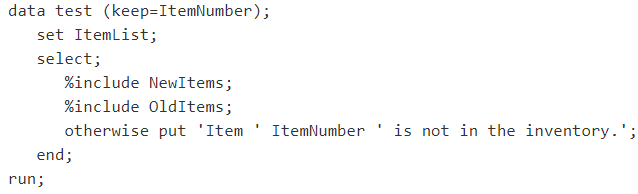 data test (keep=ItemNumber);
set ItemList;
select;
%include NewItems;
%include OldItems;
otherwise put 'Item ' ItemNumber ' is not in the inventory.';
end;
run;